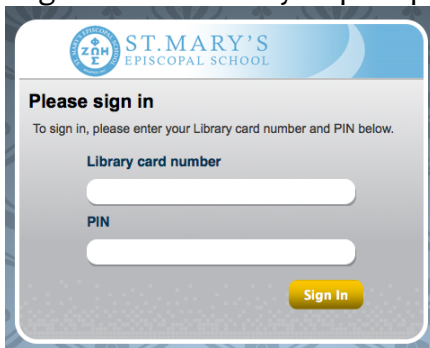 ST.MARY'S
EPISCOPAL SCHOOL
ΖΩΗ
Σ
Please sign in
To sign in, please enter your Library card number and PIN below.
Library card number
PIN
Sign In